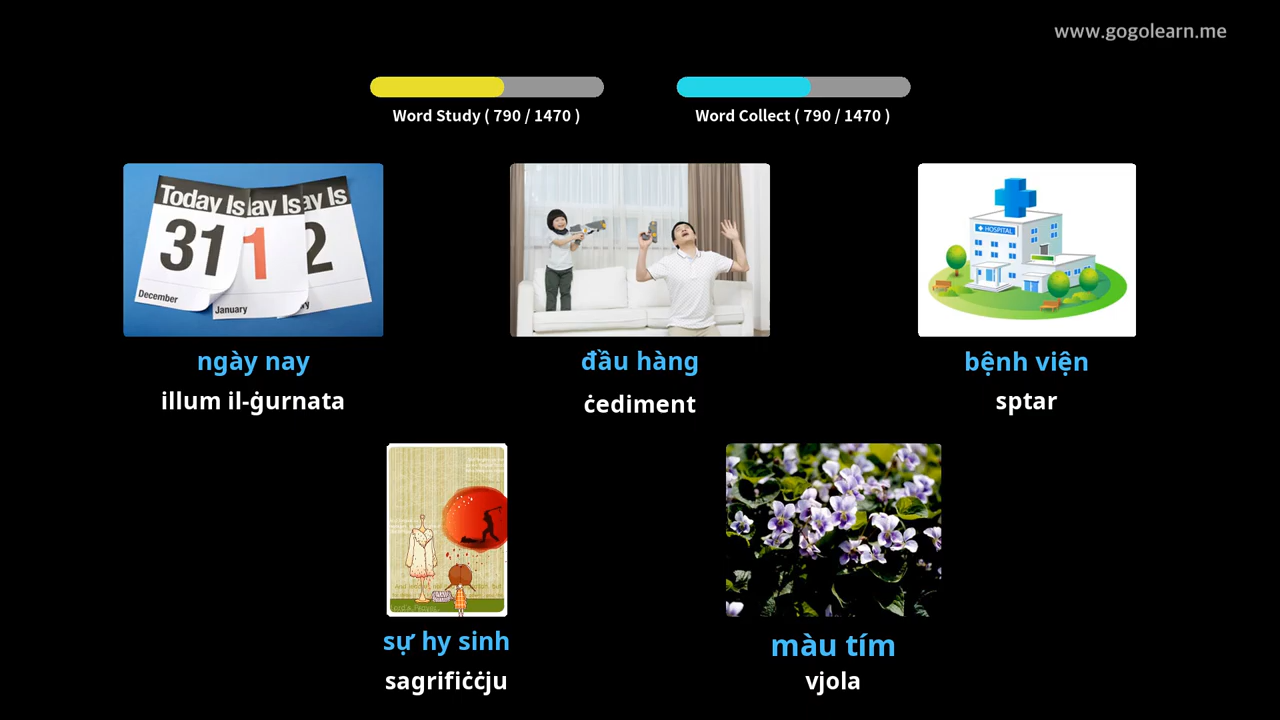 www.gogolearn.me
Word Study ( 790 / 1470 )
Word Collect ( 790 / 1470 )
Today Is
lay Is
ay Is
31
1
2
December
January
HOSPITAL
ngày nay
đầu hàng
bệnh viện
illum il-ġurnata
ċediment
sptar
sự hy sinh
màu tím
sagrifiċċju
vjola